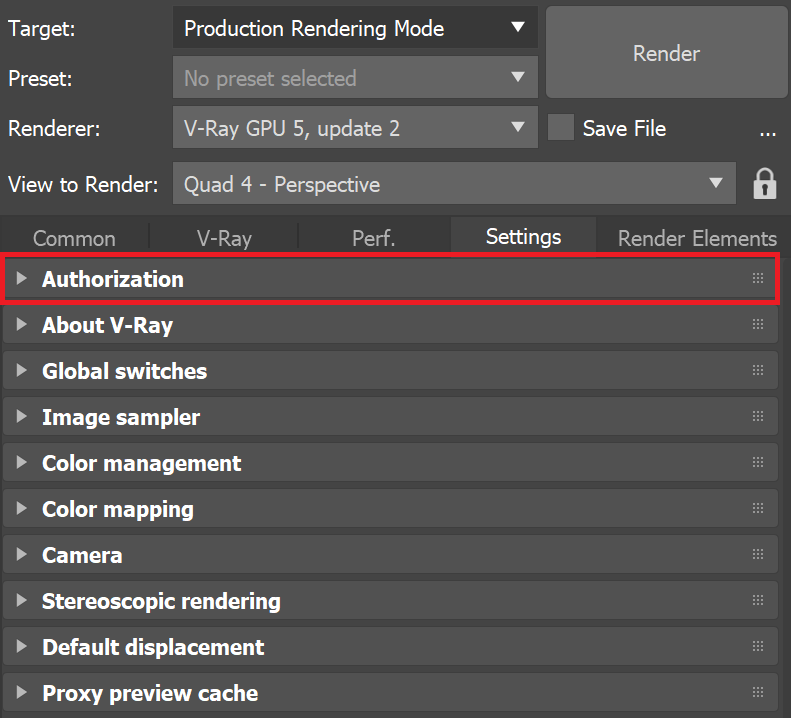 Target: Production Rendering Mode Render
Preset: No preset selected
Renderer: V-Ray GPU 5, update 2 Save File ...
View to Render: Quad 4 - Perspective
Common V-Ray Perf. Settings Render Elements
Authorization
About V-Ray
Global switches
Image sampler
Color management
Color mapping
Camera
Stereoscopic rendering
Default displacement
Proxy preview cache